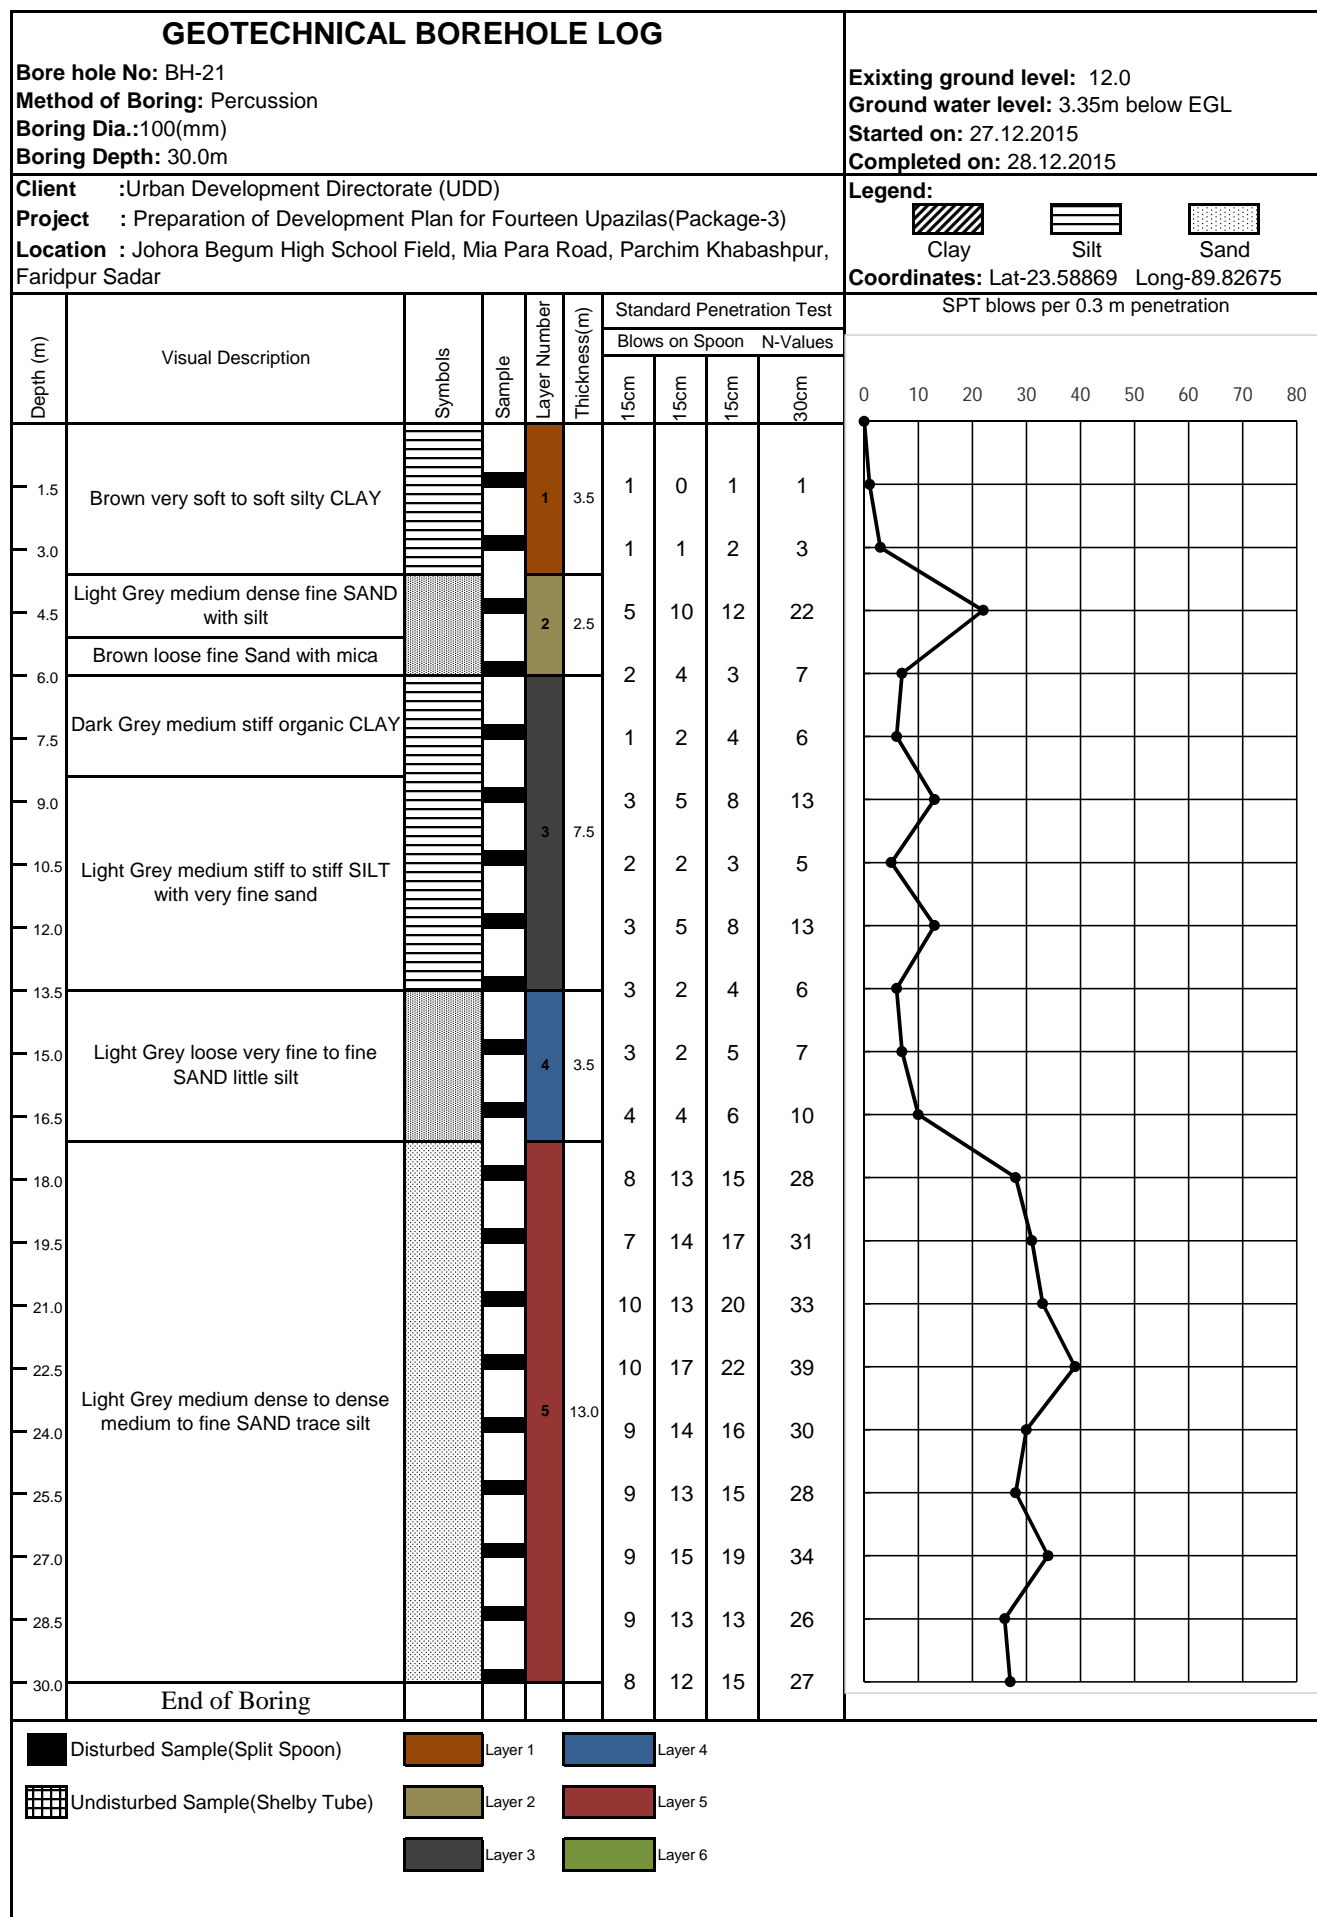 GEOTECHNICAL BOREHOLE LOG
Bore hole No: BH-21
Method of Boring: Percussion
Boring Dia.:100(mm)
Boring Depth: 30.0m
Exixting ground level: 12.0
Ground water level: 3.35m below EGL
Started on: 27.12.2015
Completed on: 28.12.2015
Client :Urban Development Directorate (UDD)
Project : Preparation of Development Plan for Fourteen Upazilas(Package-3)
Location : Johora Begum High School Field, Mia Para Road, Parchim Khabashpur,
Faridpur Sadar
Legend:
Clay Silt Sand
Coordinates: Lat-23.58869 Long-89.82675
Depth (m)
Visual Description
Symbols
Sample
Layer Number
Thickness(m)
Standard Penetration Test
Blows on Spoon N-Values
15cm 15cm 15cm 30cm
SPT blows per 0.3 m penetration
0 10 20 30 40 50 60 70 80
1.5 1 0 1 1
Brown very soft to soft silty CLAY 1 3.5
3.0 1 1 2 3
Light Grey medium dense fine SAND
with silt
4.5 5 10 12 22
2 2.5
Brown loose fine Sand with mica
6.0 2 4 3 7
Dark Grey medium stiff organic CLAY
7.5 1 2 4 6
9.0 3 5 8 13
3 7.5
10.5 2 2 3 5
Light Grey medium stiff to stiff SILT
with very fine sand
12.0 3 5 8 13
13.5 3 2 4 6
15.0 3 2 5 7
Light Grey loose very fine to fine
SAND little silt
4 3.5
16.5 4 4 6 10
18.0 8 13 15 28
19.5 7 14 17 31
21.0 10 13 20 33
22.5 10 17 22 39
Light Grey medium dense to dense
medium to fine SAND trace silt
5 13.0
24.0 9 14 16 30
25.5 9 13 15 28
27.0 9 15 19 34
28.5 9 13 13 26
30.0 8 12 15 27
End of Boring
Disturbed Sample(Split Spoon) Layer 1 Layer 4
Undisturbed Sample(Shelby Tube) Layer 2 Layer 5
Layer 3 Layer 6